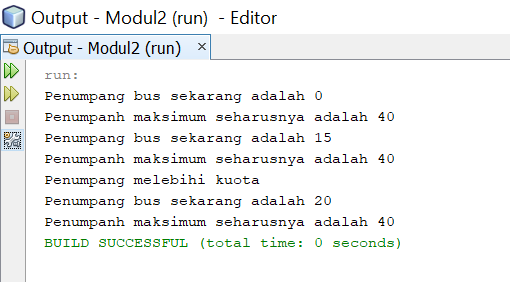 Output - Modul2 (run)  - Editor
Output - Modul2 (run) ×
run:
Penumpang bus sekarang adalah 0
Penumpanh maksimum seharusnya adalah 40
Penumpang bus sekarang adalah 15
Penumpanh maksimum seharusnya adalah 40
Penumpang melebihi kuota
Penumpang bus sekarang adalah 20
Penumpanh maksimum seharusnya adalah 40
BUILD SUCCESSFUL (total time: 0 seconds)